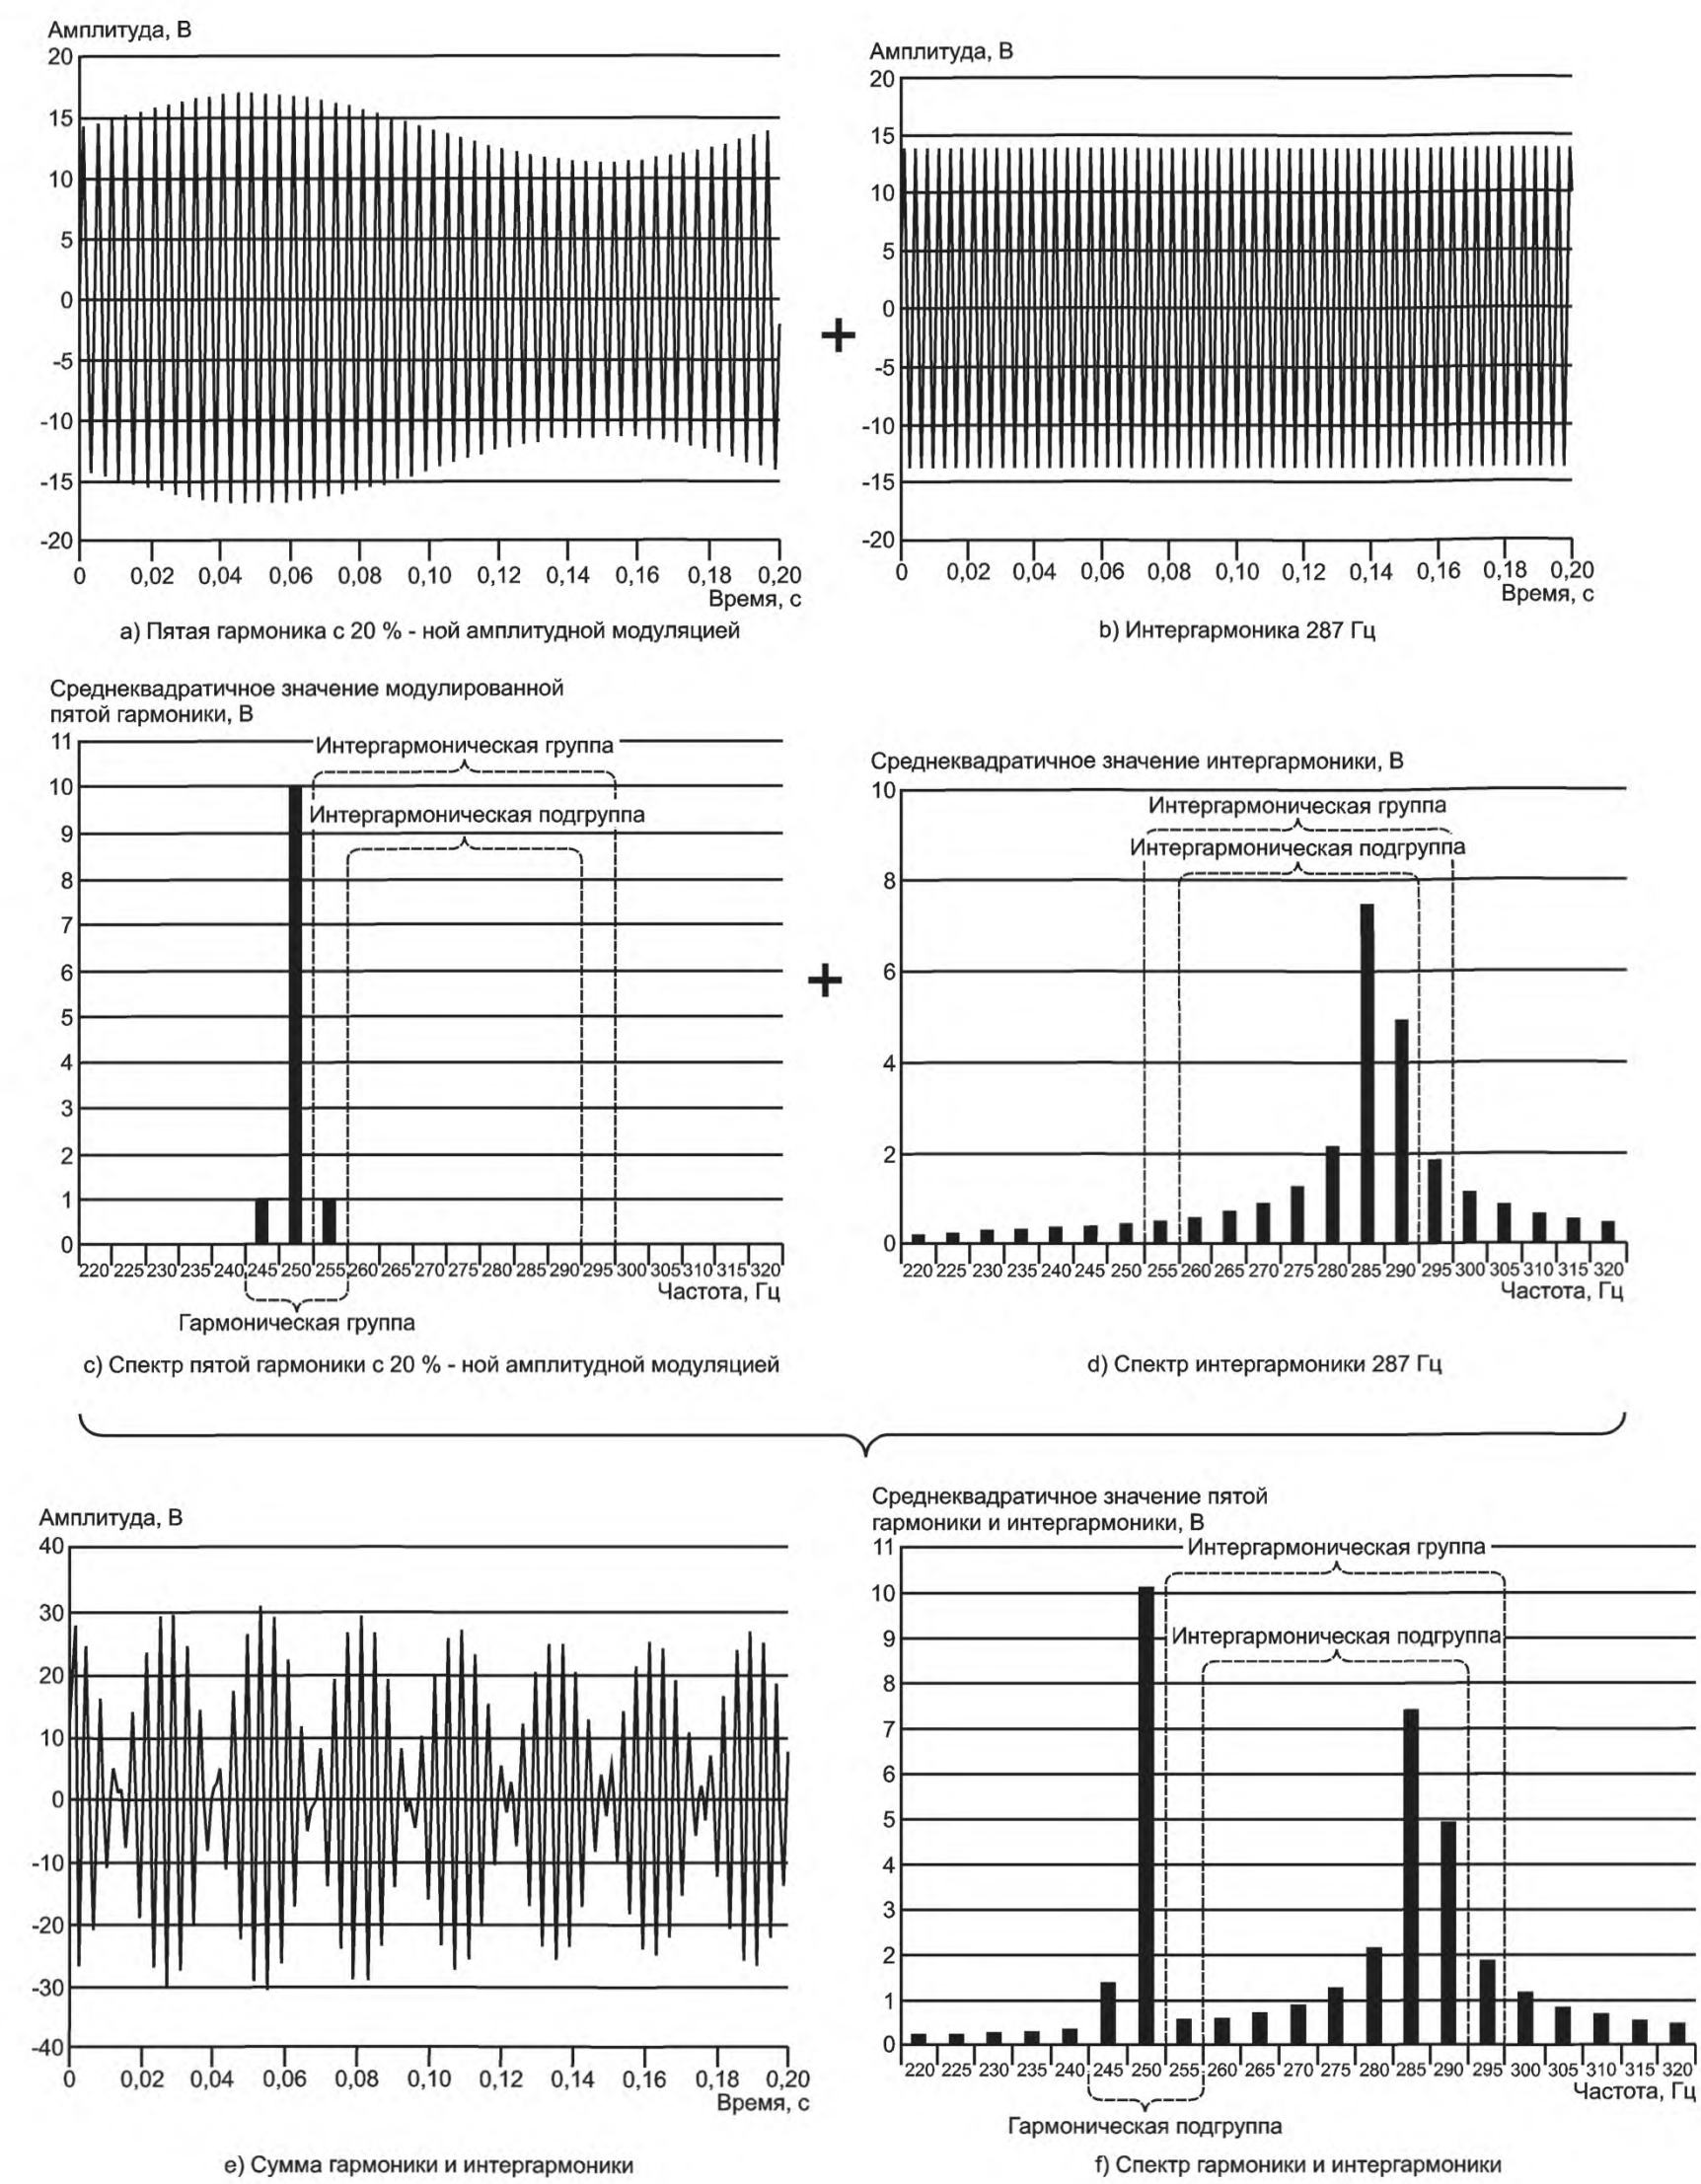 Амплитуда, В
20
15
10
5
0
-5
-10
-15
-20
0 0,02 0,04 0,06 0,08 0,10 0,12 0,14 0,16 0,18 0,20
Время, с
a) Пятая гармоника с 20 % - ной амплитудной модуляцией
+
Амплитуда, В
20
15
10
5
0
-5
-10
-15
-20
0 0,02 0,04 0,06 0,08 0,10 0,12 0,14 0,16 0,18 0,20
Время, с
b) Интергармоника 287 Гц
Среднеквадратичное значение модулированной
пятой гармоники, В
11
Интергармоническая группа
10
Интергармоническая подгруппа
9
8
7
6
5
4
3
2
1
0
220 225 230 235 240 245 250 255 260 265 270 275 280 285 290 295 300 305 310 315 320
Частота, Гц
Гармоническая группа
c) Спектр пятой гармоники с 20 % - ной амплитудной модуляцией
+
Среднеквадратичное значение интергармоники, В
10
Интергармоническая группа
Интергармоническая подгруппа
8
6
4
2
0
220 225 230 235 240 245 250 255 260 265 270 275 280 285 290 295 300 305 310 315 320
Частота, Гц
d) Спектр интергармоники 287 Гц
Амплитуда, В
40
30
20
10
0
-10
-20
-30
-40
0 0,02 0,04 0,06 0,08 0,10 0,12 0,14 0,16 0,18 0,20
Время, с
e) Сумма гармоники и интергармоники
Среднеквадратичное значение пятой
гармоники и интергармоники, В
11
Интергармоническая группа
10
9
Интергармоническая подгруппа
8
7
6
5
4
3
2
1
0
220 225 230 235 240 245 250 255 260 265 270 275 280 285 290 295 300 305 310 315 320
Частота, Гц
Гармоническая подгруппа
f) Спектр гармоники и интергармоники